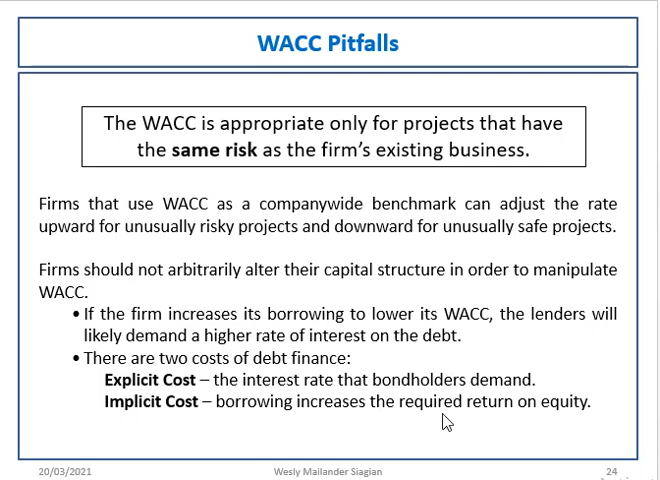 WACC Pitfalls
The WACC is appropriate only for projects that have
the same risk as the firm's existing business.
Firms that use WACC as a companywide benchmark can adjust the rate
upward for unusually risky projects and downward for unusually safe projects.
Firms should not arbitrarily alter their capital structure in order to manipulate
WACC.
• If the firm increases its borrowing to lower its WACC, the lenders will
likely demand a higher rate of interest on the debt.
• There are two costs of debt finance:
Explicit Cost – the interest rate that bondholders demand.
Implicit Cost – borrowing increases the required return on equity.
20/03/2021 Wesly Mailander Siagian 24